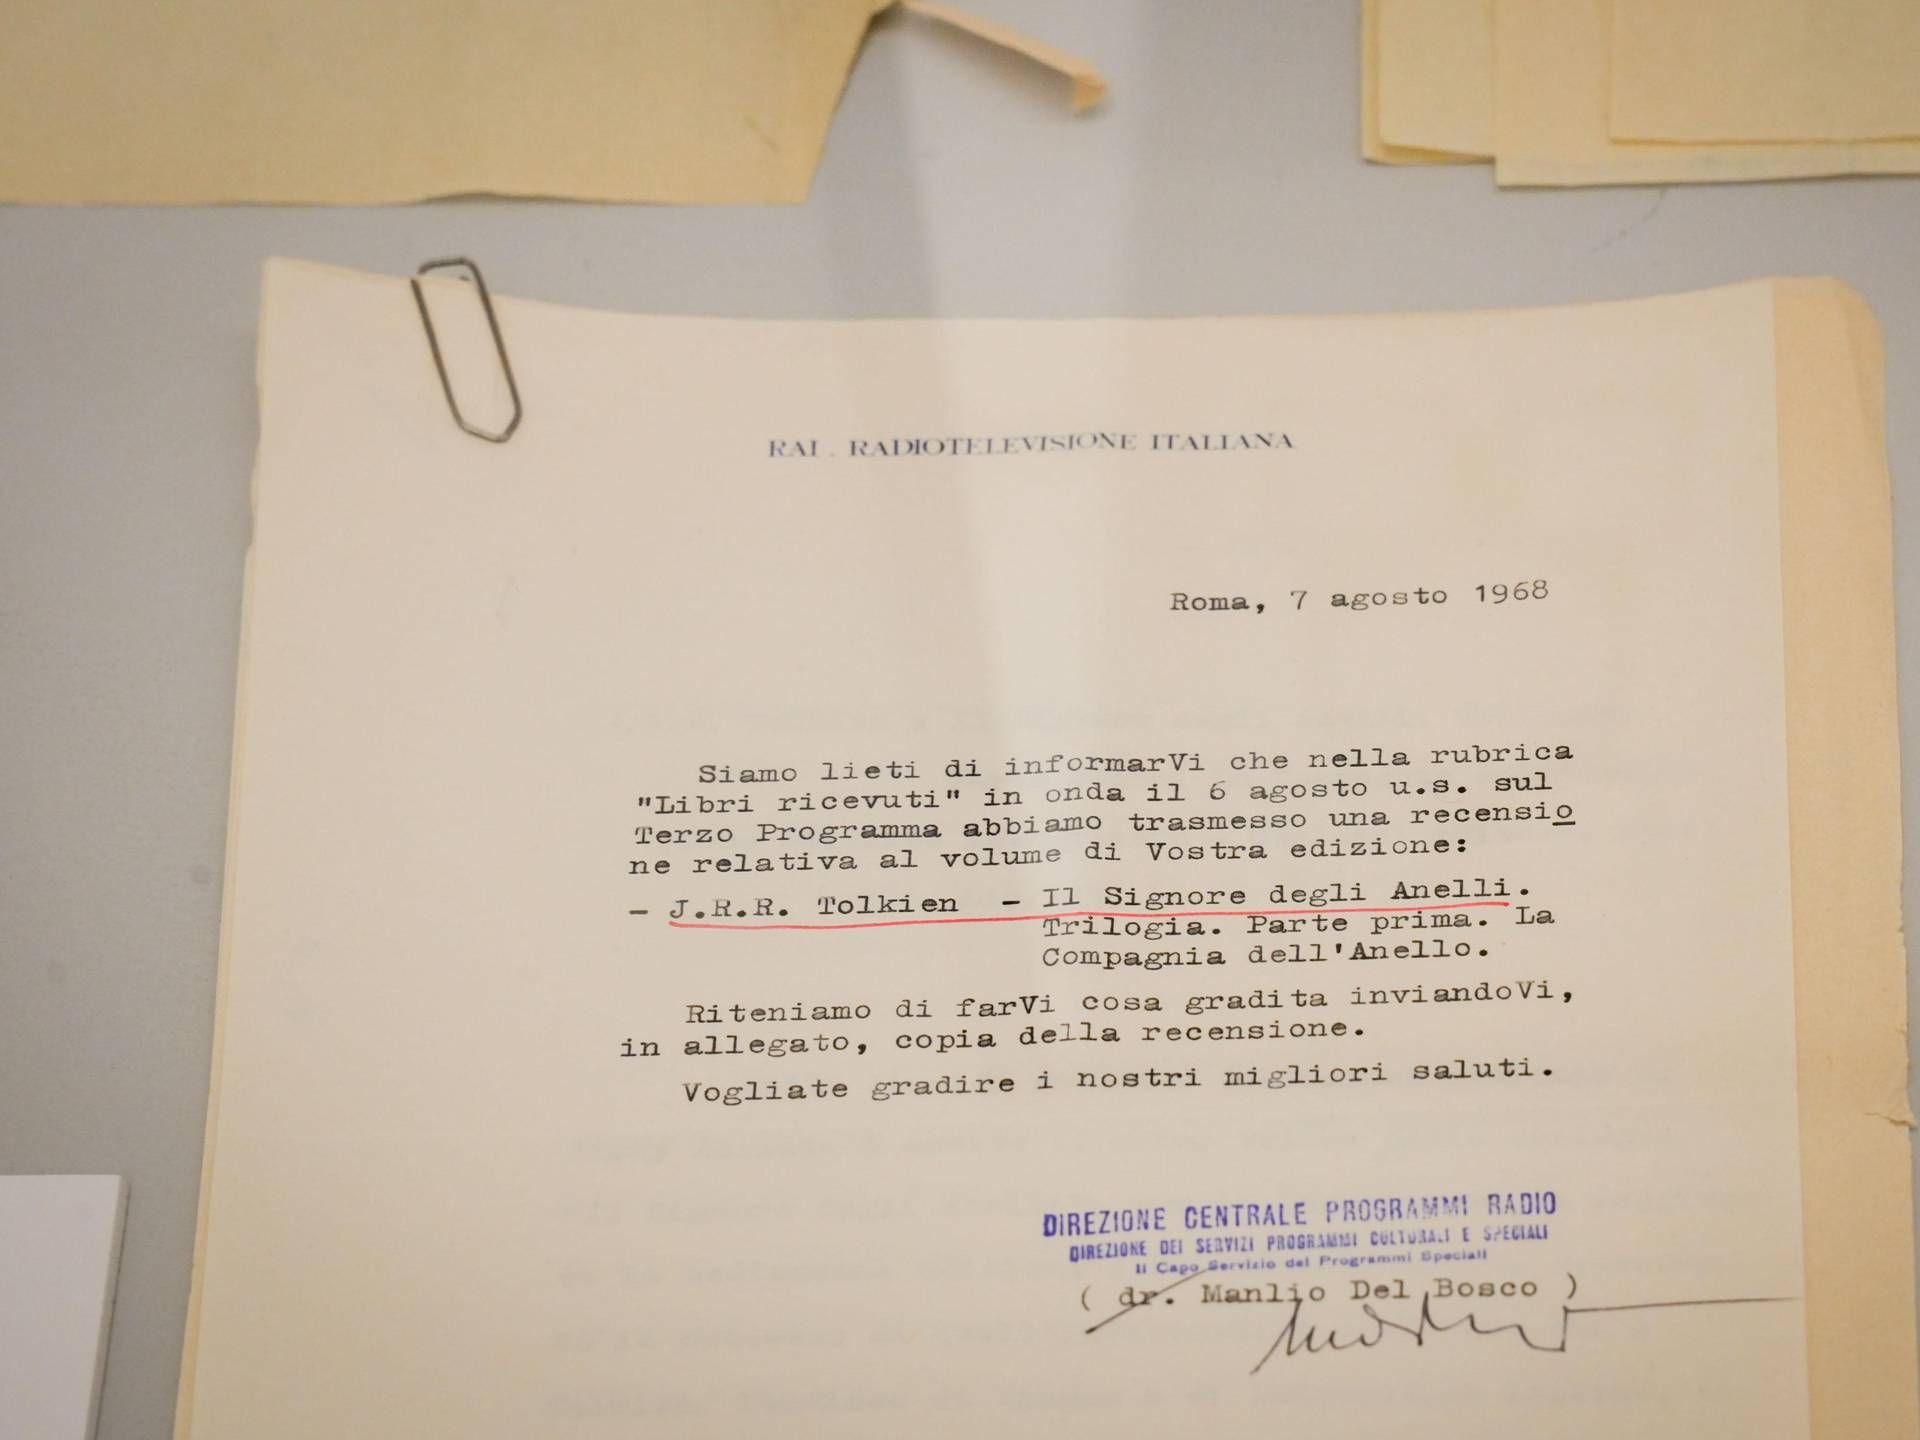 RAI . RADIOTELEVISIONE ITALIANA
Roma, 7 agosto 1968
Siamo lieti di informarVi che nella rubrica
"Libri ricevuti" in onda il 6 agosto u.s. sul
Terzo Programma abbiamo trasmesso una recensio
ne relativa al volume di Vostra edizione:
- J.R.R. Tolkien - Il Signore degli Anelli.
Trilogia. Parte prima. La
Compagnia dell'Anello.
Riteniamo di farVi cosa gradita inviandoVi,
in allegato, copia della recensione.
Vogliate gradire i nostri migliori saluti.
DIREZIONE CENTRALE PROGRAMMI RADIO
DIREZIONE DEI SERVIZI PROGRAMMI CULTURALI E SPECIALI
Il Capo Servizio dei Programmi Speciali
( dr. Manlio Del Bosco )